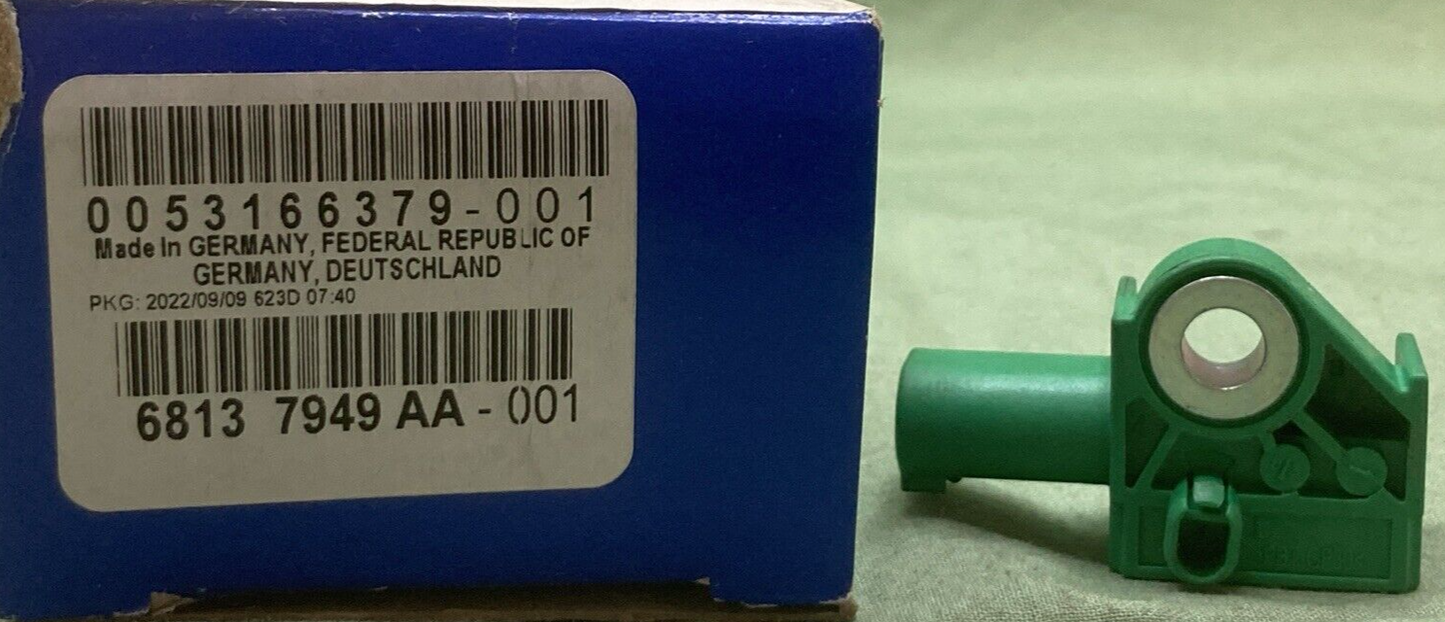 0053166379-001
Made In GERMANY, FEDERAL REPUBLIC OF
GERMANY, DEUTSCHLAND
PKG: 2022/09/09 623D 07:40
6813 7949 AA - 001